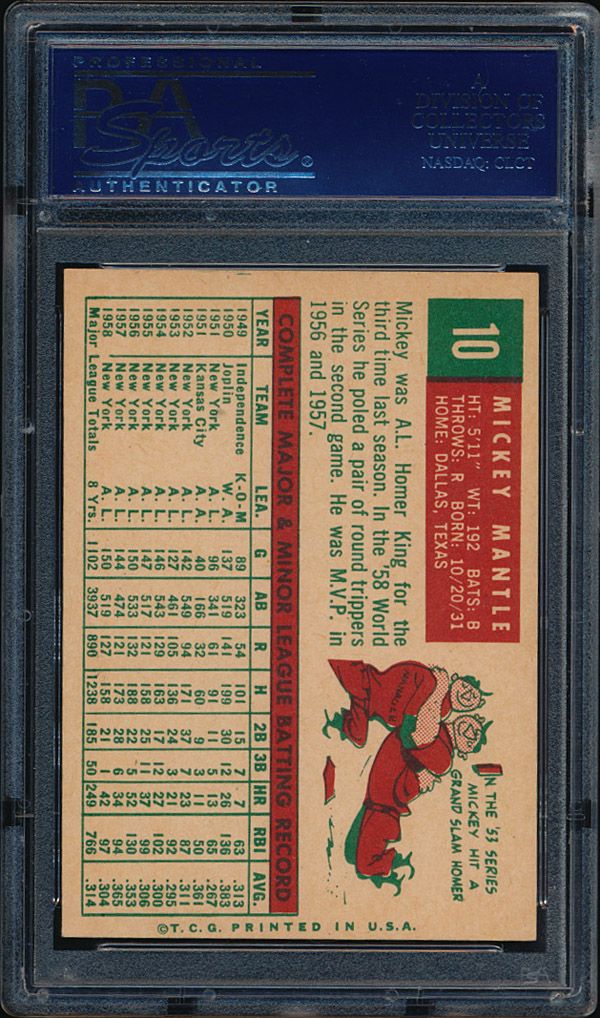 PROFESSIONAL
PSA
Sports®
AUTHENTICATOR
A
DIVISION OF
COLLECTORS
UNIVERSE
NASDAQ: CLCT
10
MICKEY MANTLE
HT: 5'11" WT: 192 BATS: B
THROWS: R BORN: 10/20/31
HOME: DALLAS, TEXAS
Mickey was A.L. Homer King for the
third time last season. In the '58 World
Series he poled a pair of round trippers
in the second game. He was M.V.P. in
1956 and 1957.
IN THE '53 SERIES
MICKEY HIT A
GRAND SLAM HOMER
COMPLETE MAJOR & MINOR LEAGUE BATTING RECORD
YEAR TEAM LEA. G AB R H 2B 3B HR RBI AVG.
1949 Independence K-O-M 89 323 54 101 15 7 7 63 .313
1950 Joplin W. A. 137 519 141 199 30 12 26 136 .383
1951 New York A. L. 96 341 61 91 11 5 13 65 .267
1951 Kansas City A. A. 40 166 32 60 9 3 11 50 .361
1952 New York A. L. 142 549 94 171 37 7 23 87 .311
1953 New York A. L. 127 461 105 136 24 3 21 92 .295
1954 New York A. L. 146 543 129 163 17 12 27 102 .300
1955 New York A. L. 147 517 121 158 25 11 37 99 .306
1956 New York A. L. 150 533 132 188 22 5 52 130 .353
1957 New York A. L. 144 474 121 173 28 6 34 94 .365
1958 New York A. L. 150 519 127 158 21 1 42 97 .304
Major League Totals 8 Yrs. 1102 3937 890 1238 185 50 249 766 .314
©T.C.G. PRINTED IN U.S.A.